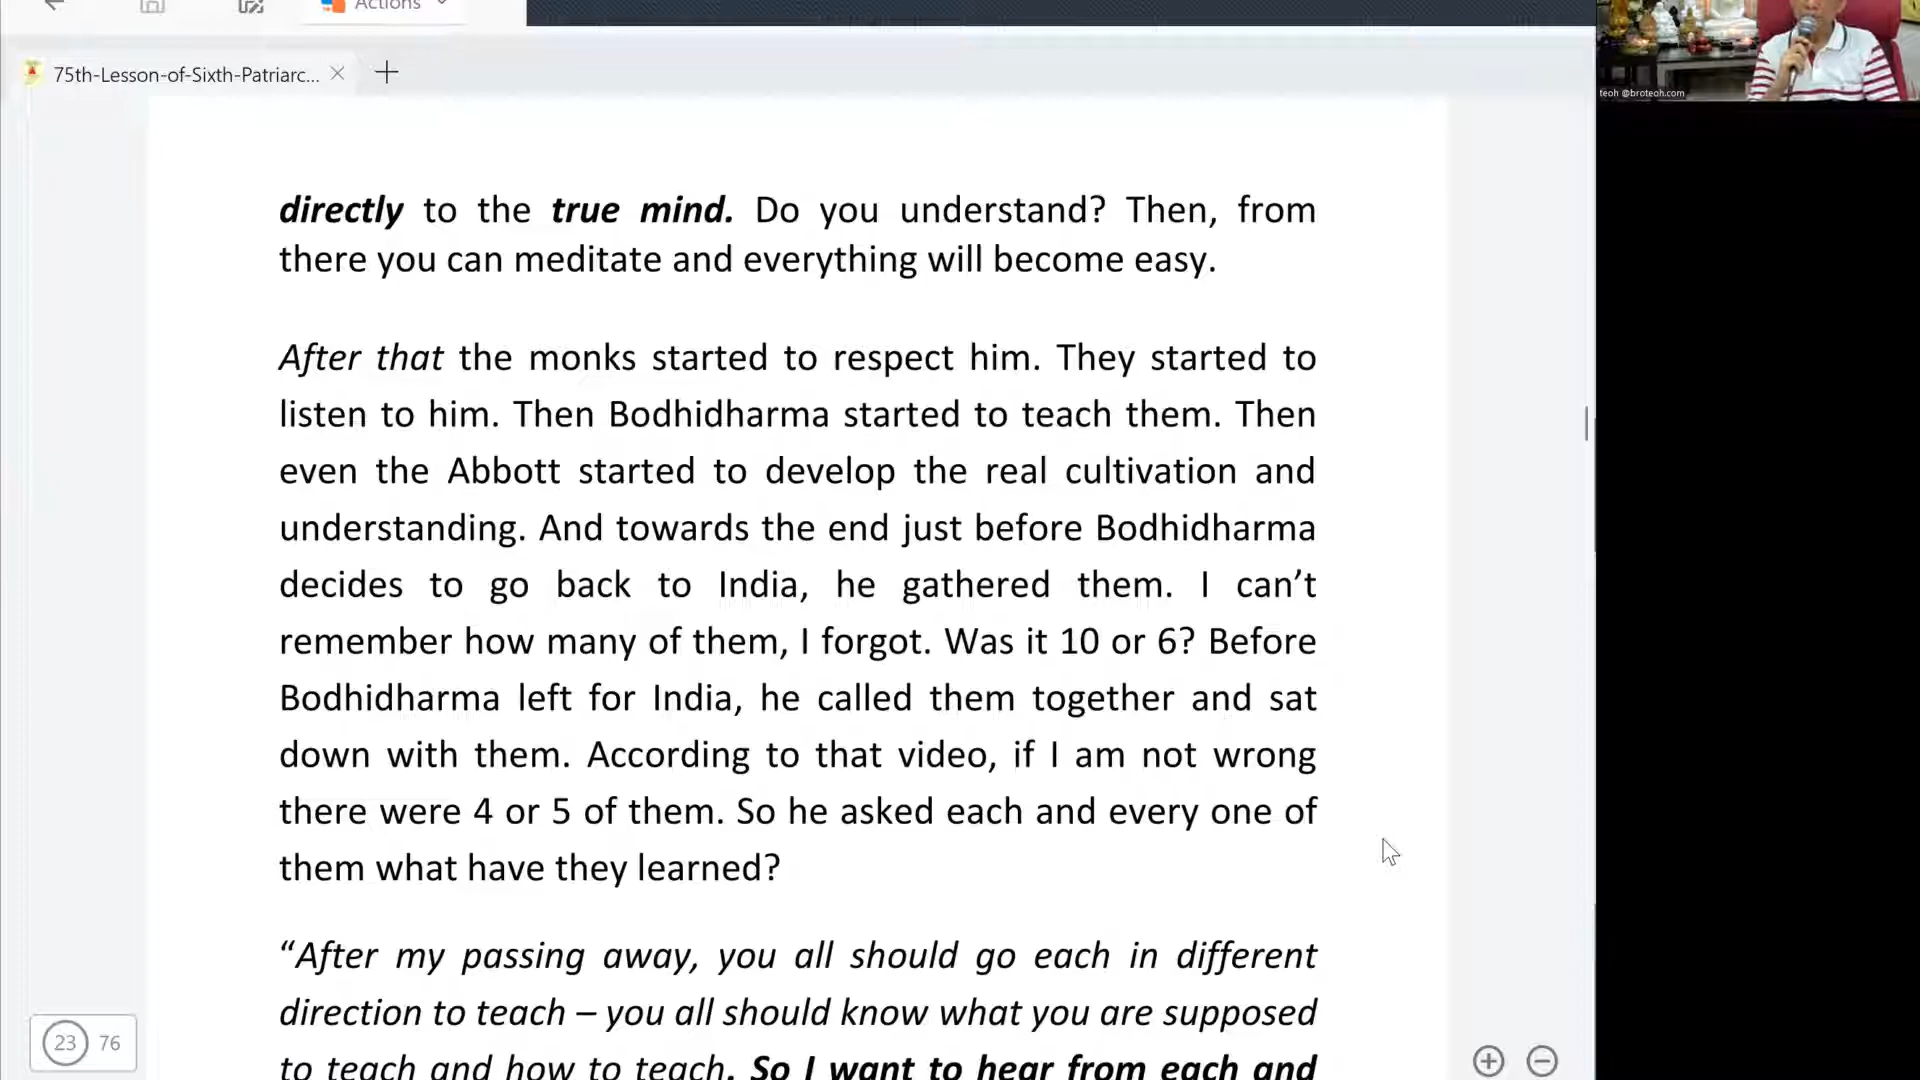 Actions
75th-Lesson-of-Sixth-Patriarc...
teoh @broteoh.com
directly to the true mind. Do you understand? Then, from
there you can meditate and everything will become easy.
After that the monks started to respect him. They started to
listen to him. Then Bodhidharma started to teach them. Then
even the Abbott started to develop the real cultivation and
understanding. And towards the end just before Bodhidharma
decides to go back to India, he gathered them. I can’t
remember how many of them, I forgot. Was it 10 or 6? Before
Bodhidharma left for India, he called them together and sat
down with them. According to that video, if I am not wrong
there were 4 or 5 of them. So he asked each and every one of
them what have they learned?
“After my passing away, you all should go each in different
direction to teach – you all should know what you are supposed
to teach and how to teach. So I want to hear from each and
23 76